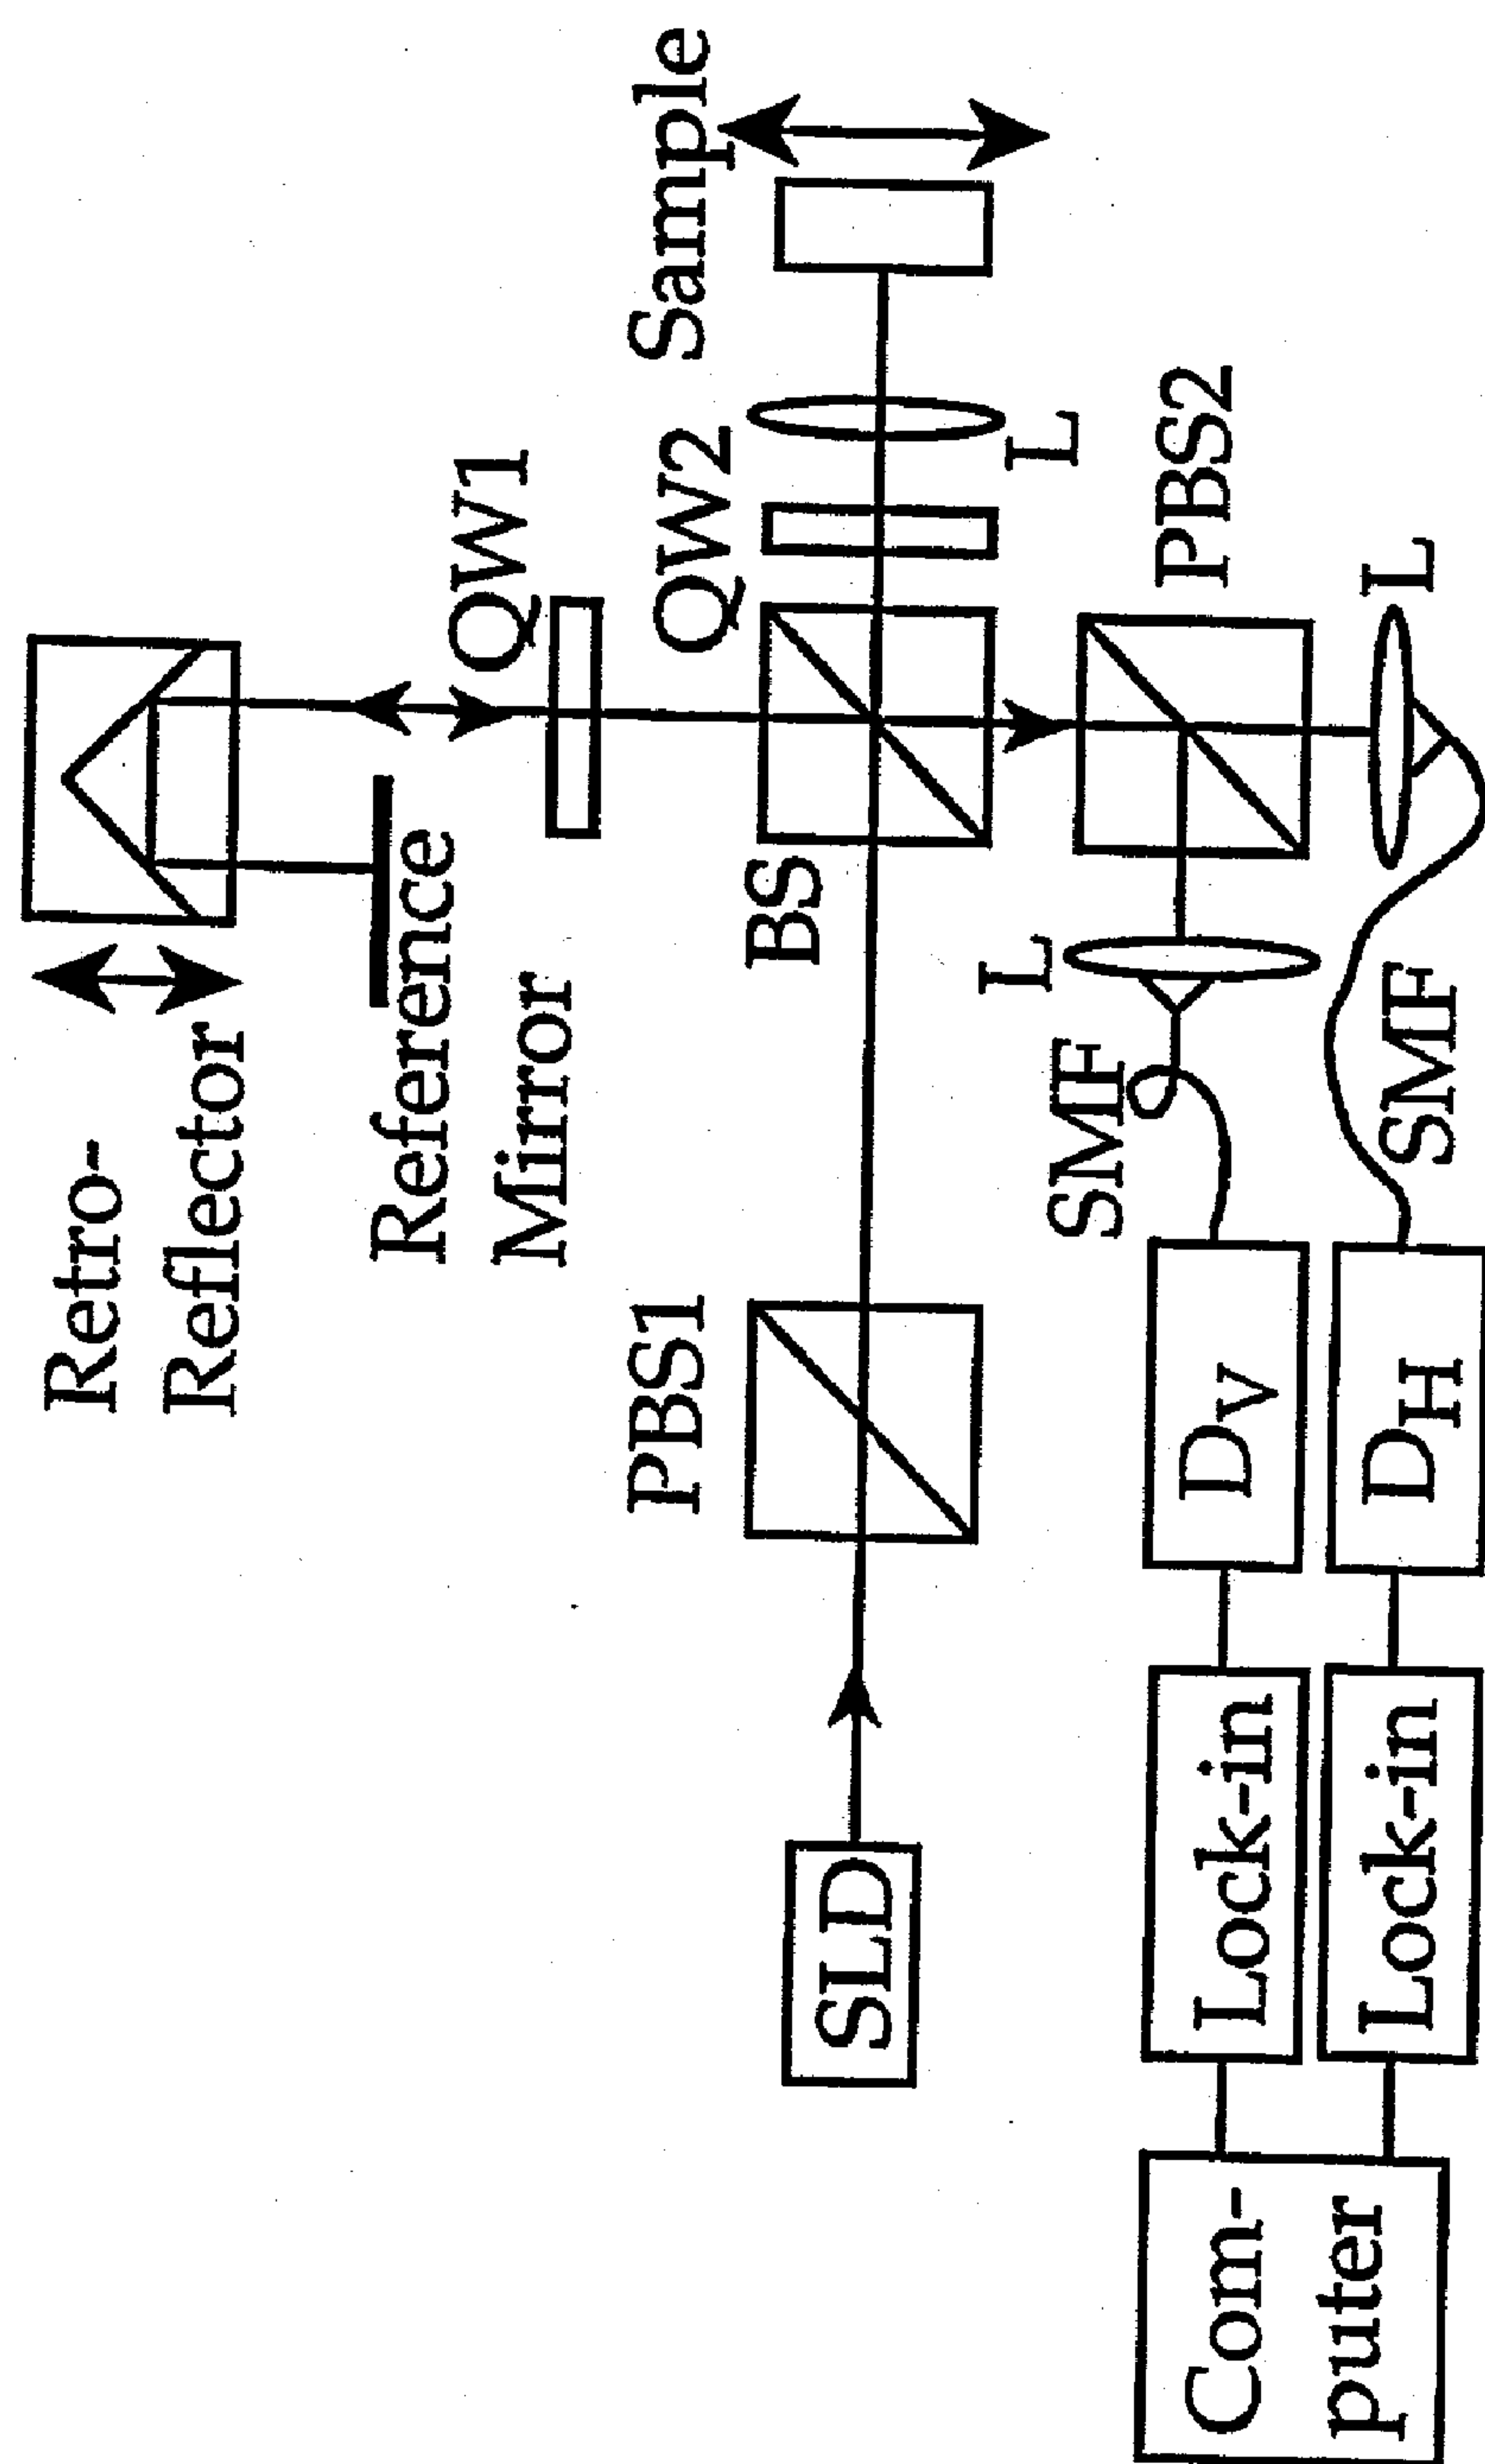 Retro-
Reflector
Reference
Mirror
QW1
QW2
Sample
PBS1
BS
L
SLD
L
PBS2
SMF
L
SMF
Com-
puter
Lock-in
DV
Lock-in
DH